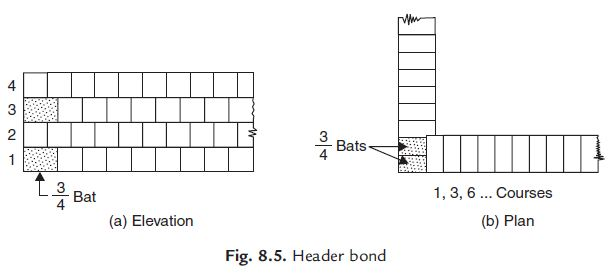 4
3
2
1
3/4 Bat
(a) Elevation
3/4 Bats
1, 3, 6 ... Courses
(b) Plan
Fig. 8.5. Header bond